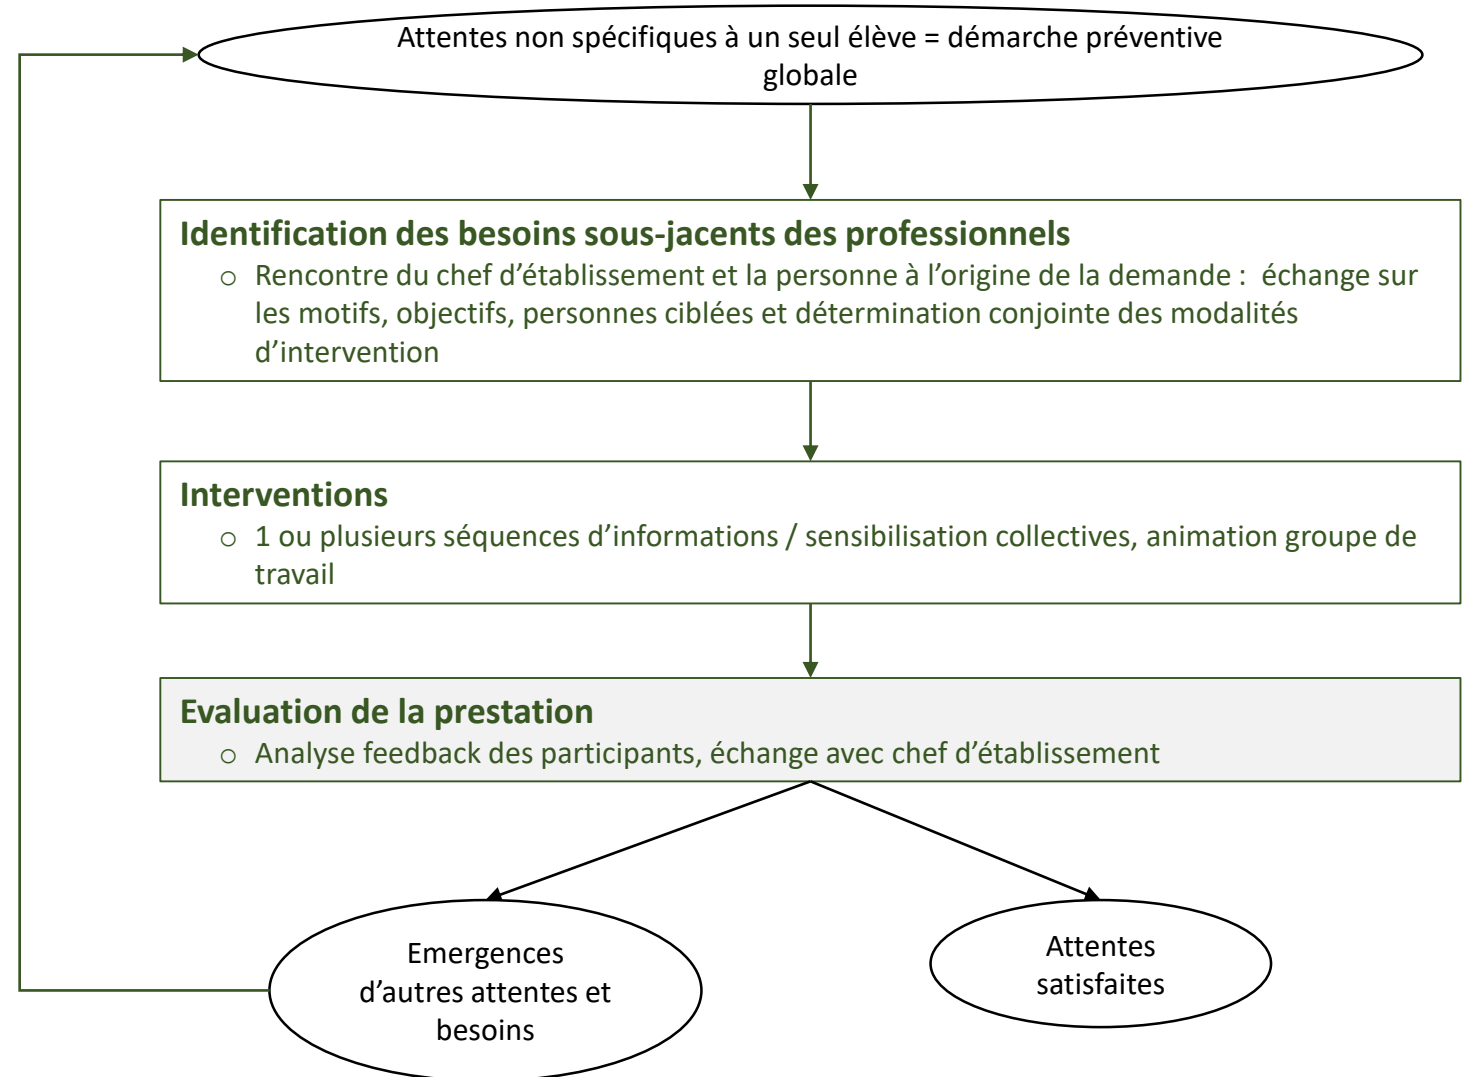 Attentes non spécifiques à un seul élève = démarche préventive
globale
Identification des besoins sous-jacents des professionnels
o Rencontre du chef d’établissement et la personne à l’origine de la demande :  échange sur
les motifs, objectifs, personnes ciblées et détermination conjointe des modalités
d’intervention
Interventions
o 1 ou plusieurs séquences d’informations / sensibilisation collectives, animation groupe de
travail
Evaluation de la prestation
o Analyse feedback des participants, échange avec chef d’établissement
Emergences
d’autres attentes et
besoins
Attentes
satisfaites